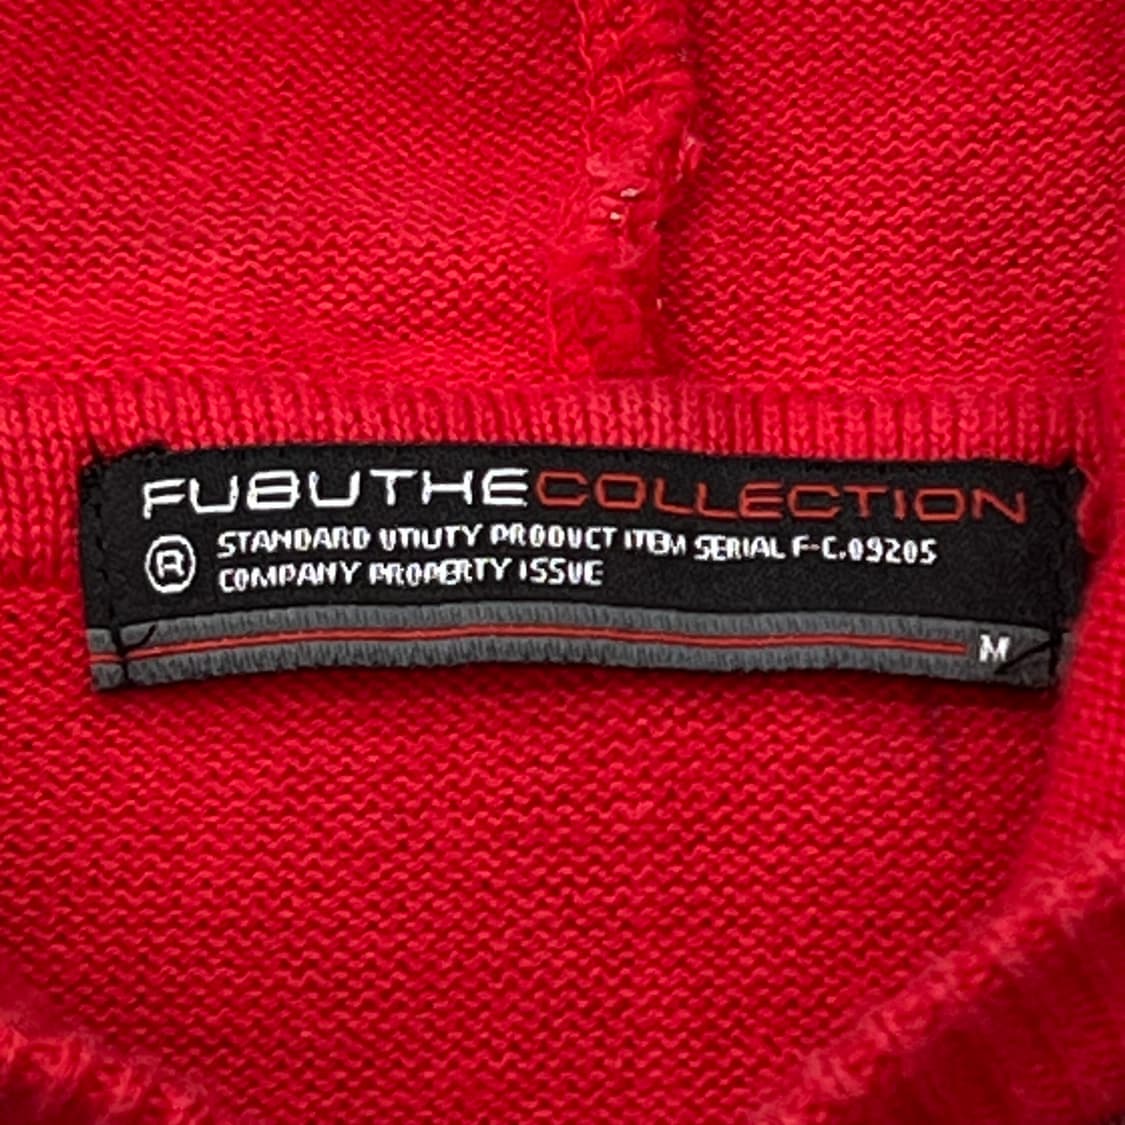 FUBUTHECOLLECTION
® STANDARD UTILITY PRODUCT ITEM SERIAL F-C.09205
COMPANY PROPERTY ISSUE
M